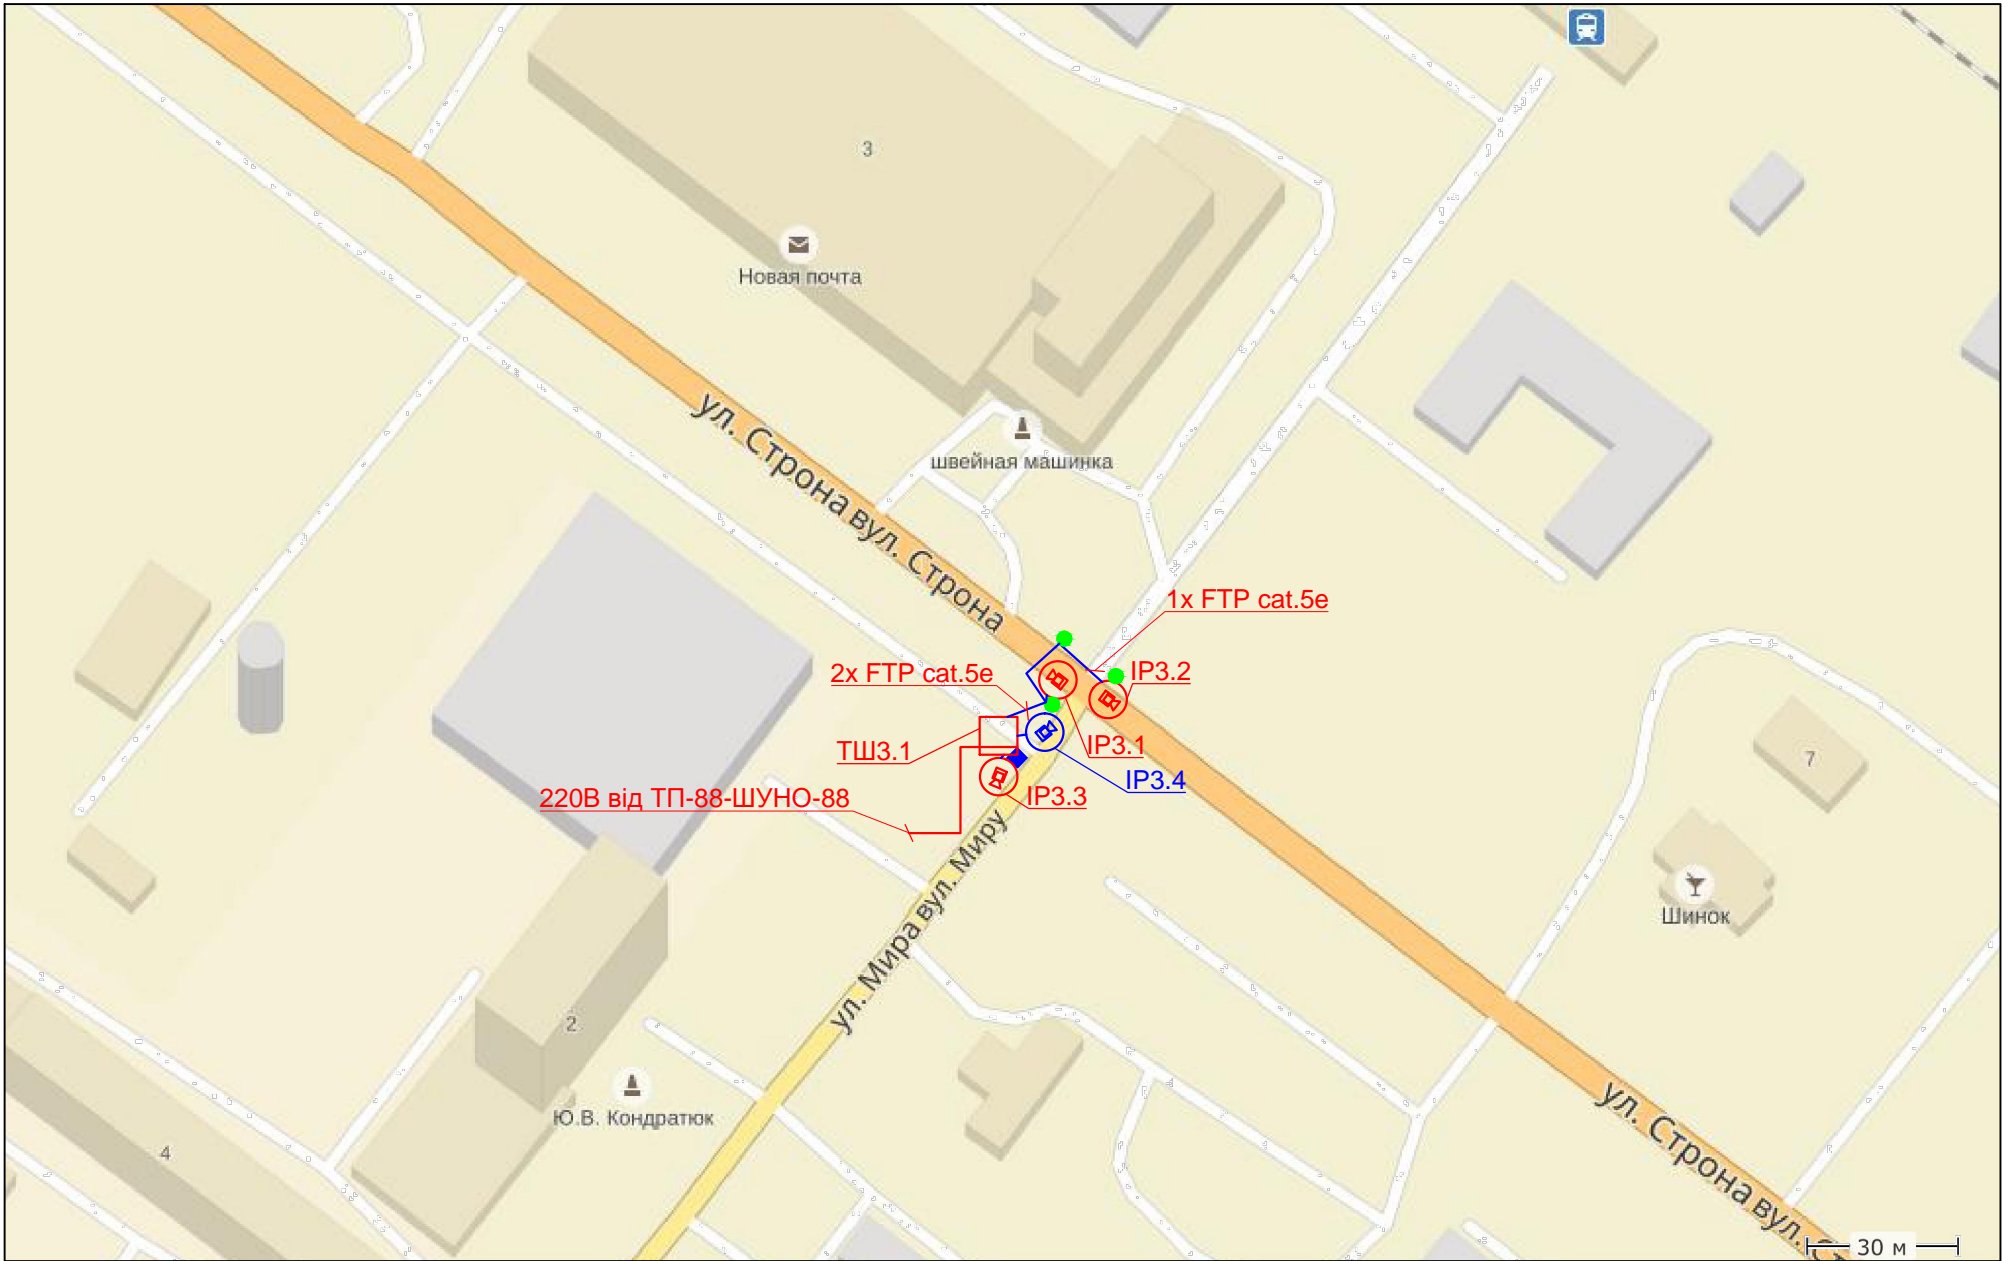 3
Новая почта
ул. Строна вул. Строна
швейная машинка
1x FTP cat.5e
2x FTP cat.5e
IP3.2
ТШ3.1
IP3.1
IP3.4
220В від ТП-88-ШУНО-88
IP3.3
7
ул. Мира вул. Миру
Шинок
2
Ю.В. Кондратюк
4
ул. Строна вул. Ст
30 м